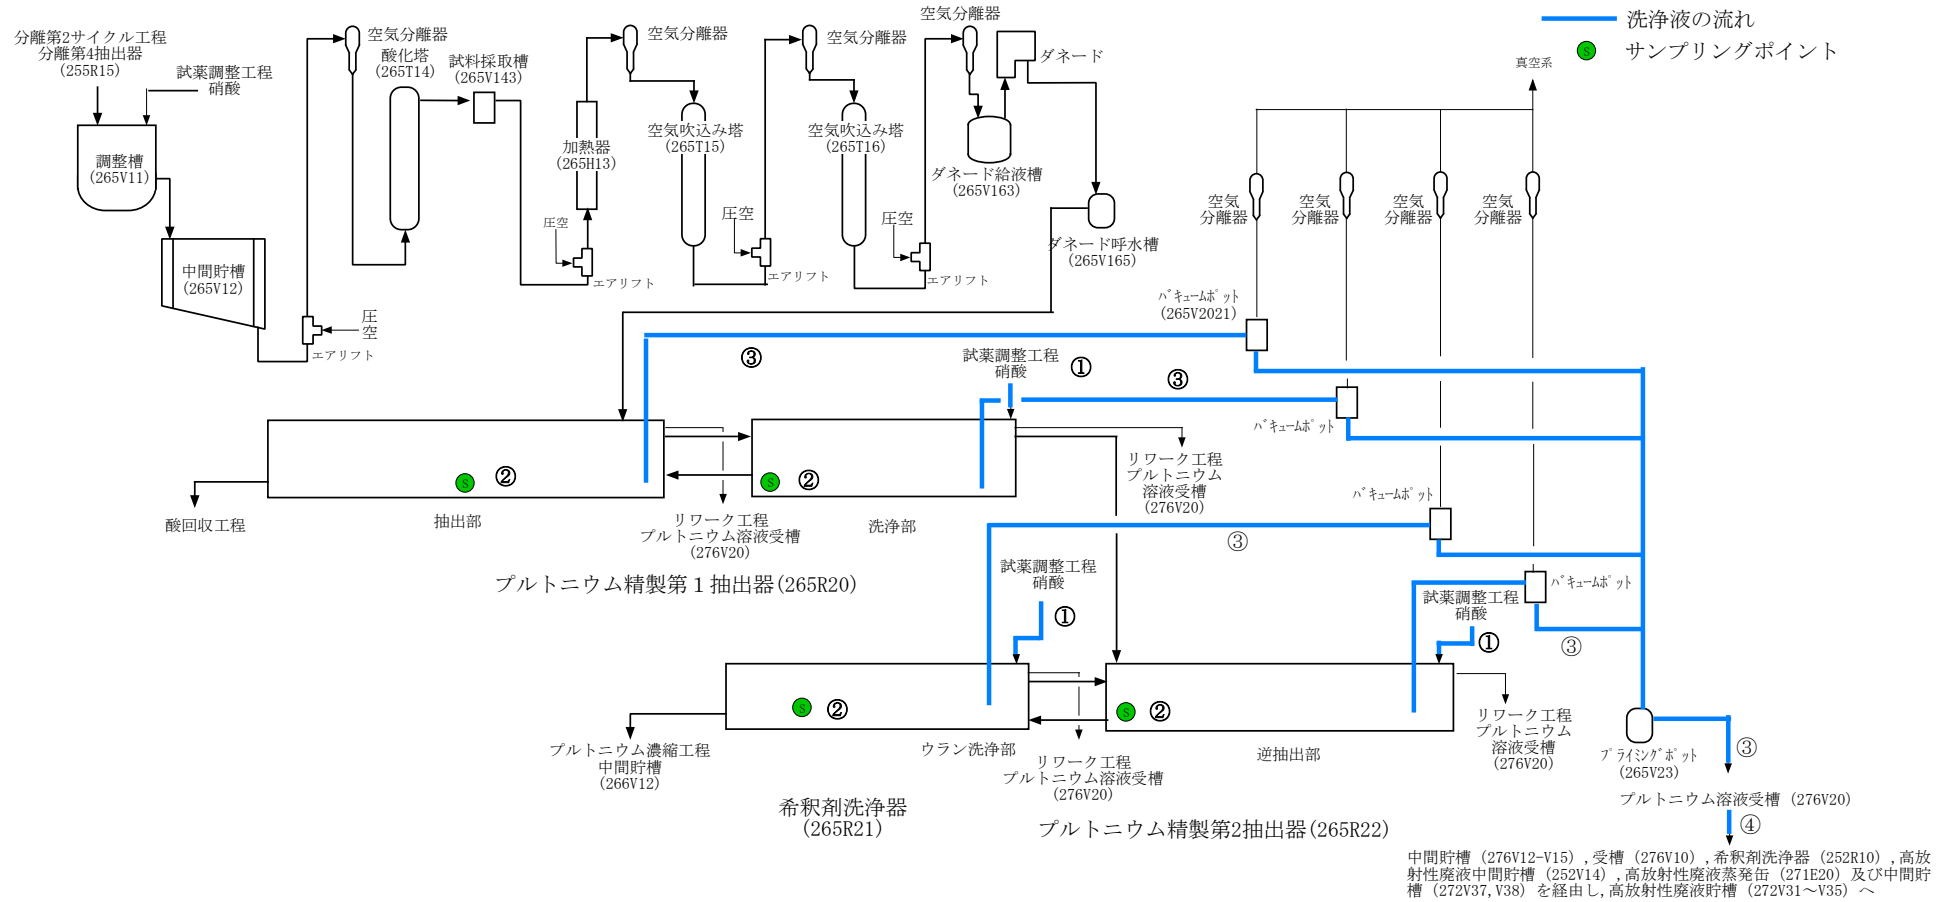 洗浄液の流れ
S
サンプリングポイント
分離第2サイクル工程
分離第4抽出器
(255R15)
試薬調整工程
硝酸
調整槽
(265V11)
中間貯槽
(265V12)
圧
空
エアリフト
空気分離器
酸化塔
(265T14)
試料採取槽
(265V143)
加熱器
(265H13)
圧空
エアリフト
空気分離器
空気吹込み塔
(265T15)
圧空
エアリフト
空気分離器
空気吹込み塔
(265T16)
圧空
エアリフト
空気分離器
ダネード
ダネード給液槽
(265V163)
ダネード呼水槽
(265V165)
真空系
空気
分離器
空気
分離器
空気
分離器
空気
分離器
バキュームポット
(265V2021)
バキュームポット
バキュームポット
バキュームポット
③
試薬調整工程
硝酸
①
③
S
②
S
②
酸回収工程
抽出部
リワーク工程
プルトニウム溶液受槽
(276V20)
洗浄部
リワーク工程
プルトニウム
溶液受槽
(276V20)
プルトニウム精製第１抽出器(265R20)
③
試薬調整工程
硝酸
①
試薬調整工程
硝酸
①
③
S
②
S
②
プルトニウム濃縮工程
中間貯槽
(266V12)
ウラン洗浄部
リワーク工程
プルトニウム溶液受槽
(276V20)
逆抽出部
リワーク工程
プルトニウム
溶液受槽
(276V20)
希釈剤洗浄器
(265R21)
プルトニウム精製第2抽出器(265R22)
プライミングポット
(265V23)
③
プルトニウム溶液受槽 (276V20)
④
中間貯槽 (276V12-V15),受槽 (276V10),希釈剤洗浄器 (252R10),高放
射性廃液中間貯槽 (252V14),高放射性廃液蒸発缶 (271E20) 及び中間貯
槽 (272V37,V38) を経由し,高放射性廃液貯槽 (272V31～V35) へ